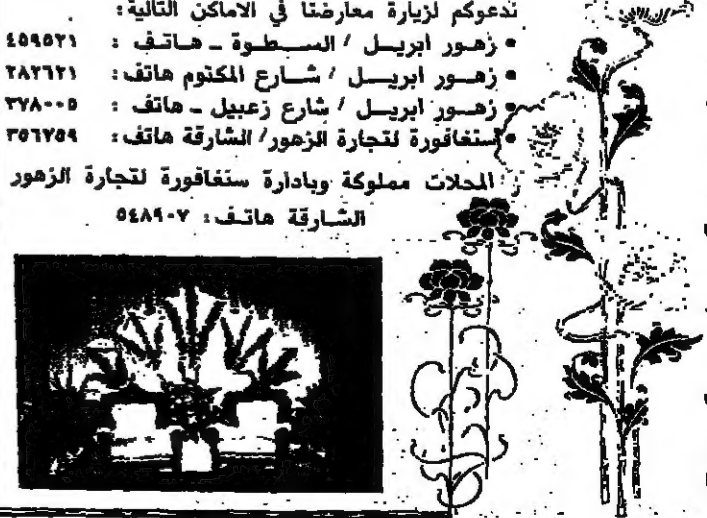 ندعوكم لزيارة معارضنا في الاماكن التالية:
• زهور ابريل / السطوة - هاتف : ٤٥٩٥٢١
• زهور ابريل / شارع المكتوم هاتف: ٢٨٢٦٢١
• زهور ابريل / شارع زعبيل - هاتف : ٣٧٨٠٠٥
• سنغافورة لتجارة الزهور / الشارقة هاتف: ٣٥٦٧٥٩
المحلات مملوكة وبادارة سنغافورة لتجارة الزهور
الشارقة هاتف: ٥٤٨٩٠٧